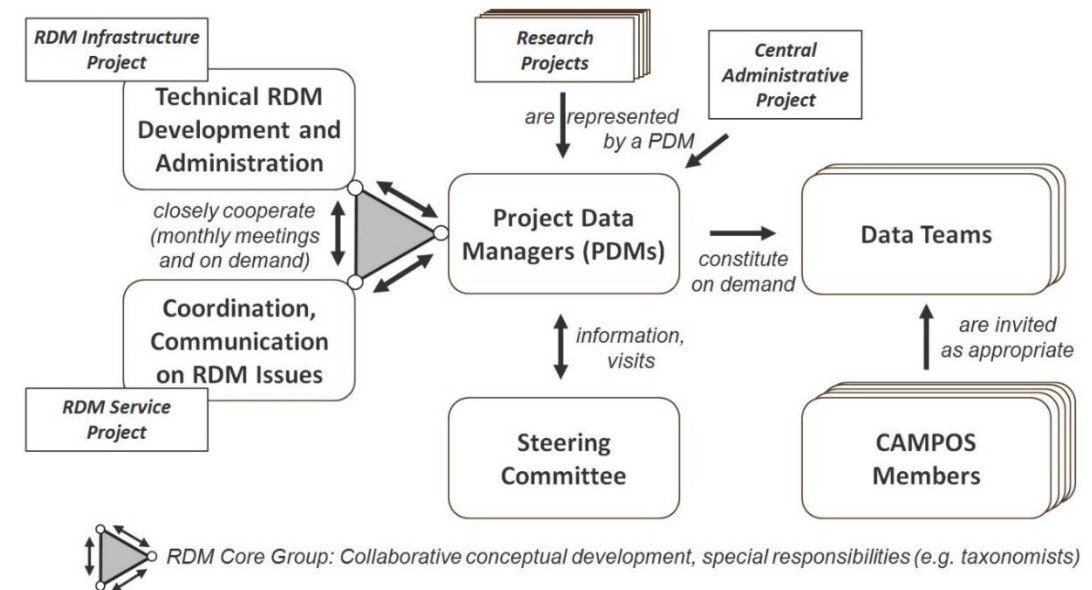 RDM Infrastructure
Project
Technical RDM
Development and
Administration
closely cooperate
(monthly meetings
and on demand)
Coordination,
Communication
on RDM Issues
RDM Service
Project
Research
Projects
are represented
by a PDM
Central
Administrative
Project
Project Data
Managers (PDMs)
constitute
on demand
Data Teams
information,
visits
are invited
as appropriate
Steering
Committee
CAMPOS
Members
RDM Core Group: Collaborative conceptual development, special responsibilities (e.g. taxonomists)